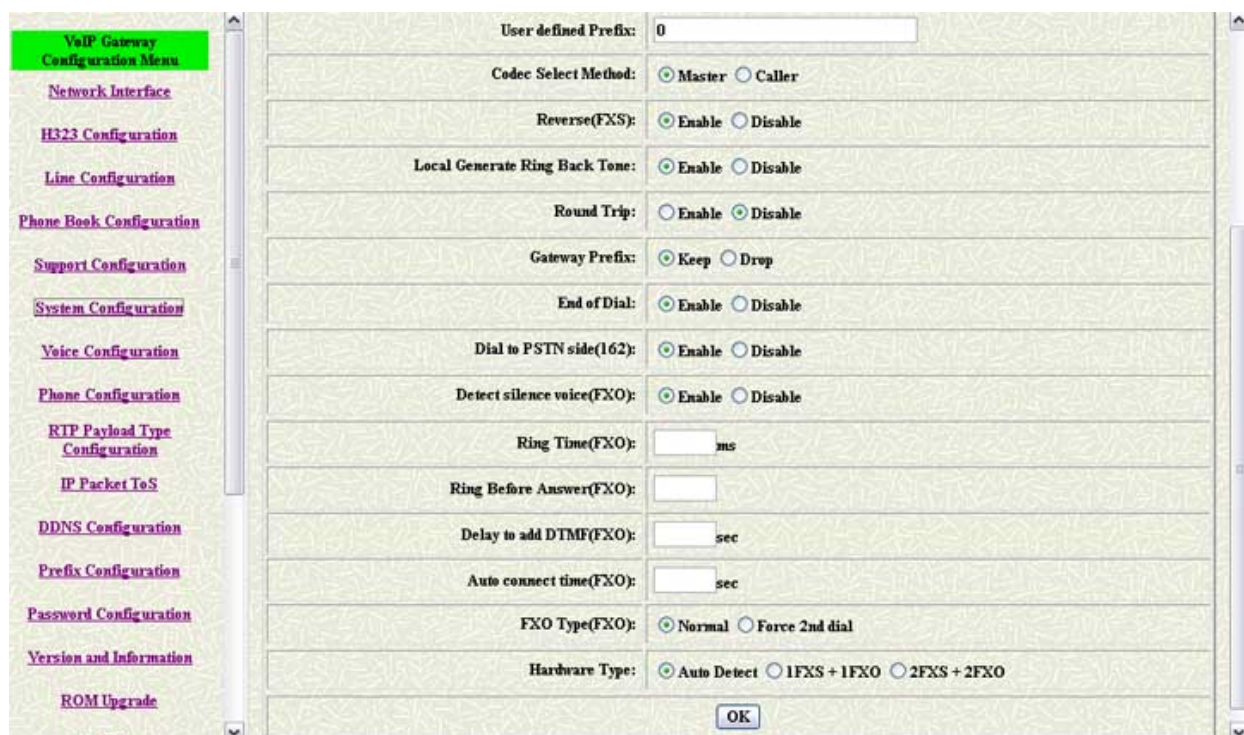 VoIP Gateway
Configuration Menu
Network Interface
H323 Configuration
Line Configuration
Phone Book Configuration
Support Configuration
System Configuration
Voice Configuration
Phone Configuration
RTP Payload Type
Configuration
IP Packet ToS
DDNS Configuration
Prefix Configuration
Password Configuration
Version and Information
ROM Upgrade
User defined Prefix: 0
Codec Select Method: Master Caller
Reverse(FXS): Enable Disable
Local Generate Ring Back Tone: Enable Disable
Round Trip: Enable Disable
Gateway Prefix: Keep Drop
End of Dial: Enable Disable
Dial to PSTN side(162): Enable Disable
Detect silence voice(FXO): Enable Disable
Ring Time(FXO): ms
Ring Before Answer(FXO):
Delay to add DTMF(FXO): sec
Auto connect time(FXO): sec
FXO Type(FXO): Normal Force 2nd dial
Hardware Type: Auto Detect 1FXS + 1FXO 2FXS + 2FXO
OK